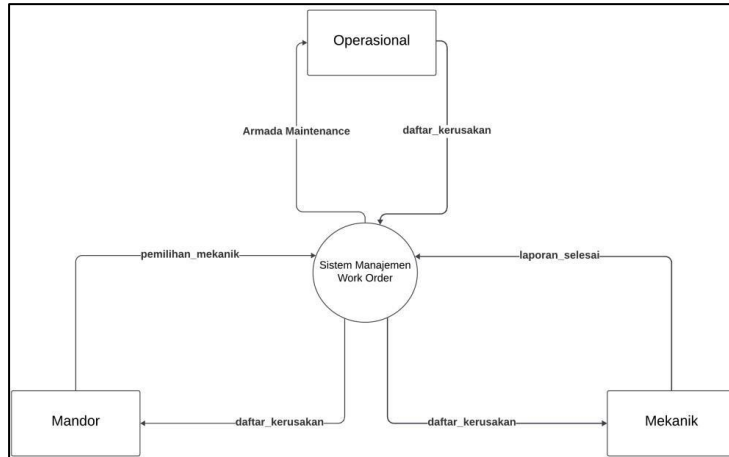 Operasional
Armada Maintenance
daftar_kerusakan
pemilihan_mekanik
Sistem Manajemen
Work Order
laporan_selesai
Mandor
daftar_kerusakan
daftar_kerusakan
Mekanik